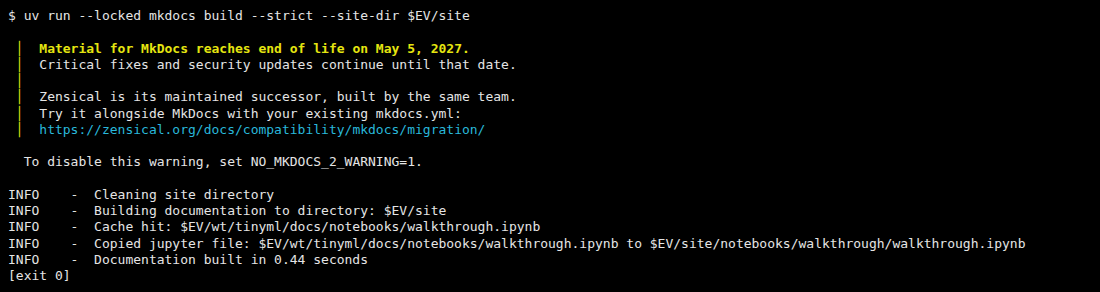 $ uv run --locked mkdocs build --strict --site-dir $EV/site
│  Material for MkDocs reaches end of life on May 5, 2027.
│  Critical fixes and security updates continue until that date.
│
│  Zensical is its maintained successor, built by the same team.
│  Try it alongside MkDocs with your existing mkdocs.yml:
│  https://zensical.org/docs/compatibility/mkdocs/migration/
To disable this warning, set NO_MKDOCS_2_WARNING=1.
INFO    -  Cleaning site directory
INFO    -  Building documentation to directory: $EV/site
INFO    -  Cache hit: $EV/wt/tinyml/docs/notebooks/walkthrough.ipynb
INFO    -  Copied jupyter file: $EV/wt/tinyml/docs/notebooks/walkthrough.ipynb to $EV/site/notebooks/walkthrough/walkthrough.ipynb
INFO    -  Documentation built in 0.44 seconds
[exit 0]